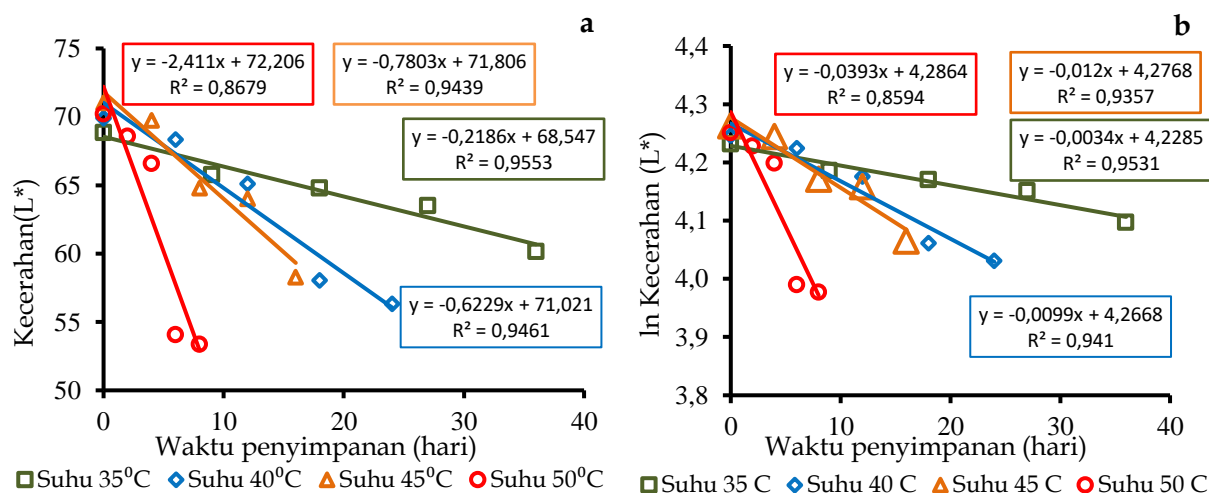 a
75
70
65
60
55
50
Kecerahan(L*)
y = -2,411x + 72,206
R² = 0,8679
y = -0,7803x + 71,806
R² = 0,9439
y = -0,2186x + 68,547
R² = 0,9553
y = -0,6229x + 71,021
R² = 0,9461
0 10 20 30 40
Waktu penyimpanan (hari)
Suhu 35⁰C Suhu 40⁰C Suhu 45⁰C Suhu 50⁰C
b
4,4
4,3
4,2
4,1
4,0
3,9
3,8
ln Kecerahan (L*)
y = -0,0393x + 4,2864
R² = 0,8594
y = -0,012x + 4,2768
R² = 0,9357
y = -0,0034x + 4,2285
R² = 0,9531
y = -0,0099x + 4,2668
R² = 0,941
0 10 20 30 40
Waktu penyimpanan (hari)
Suhu 35 C Suhu 40 C Suhu 45 C Suhu 50 C